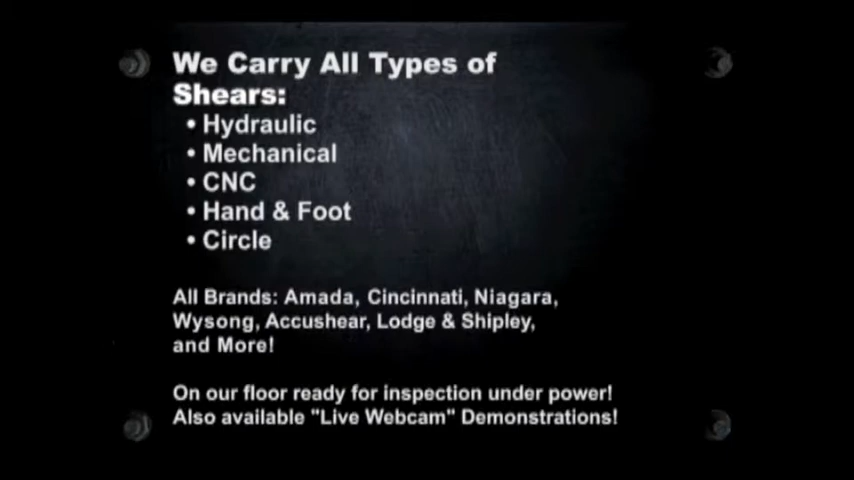 We Carry All Types of
Shears:
• Hydraulic
• Mechanical
• CNC
• Hand & Foot
• Circle
All Brands: Amada, Cincinnati, Niagara,
Wysong, Accushear, Lodge & Shipley,
and More!
On our floor ready for inspection under power!
Also available "Live Webcam" Demonstrations!